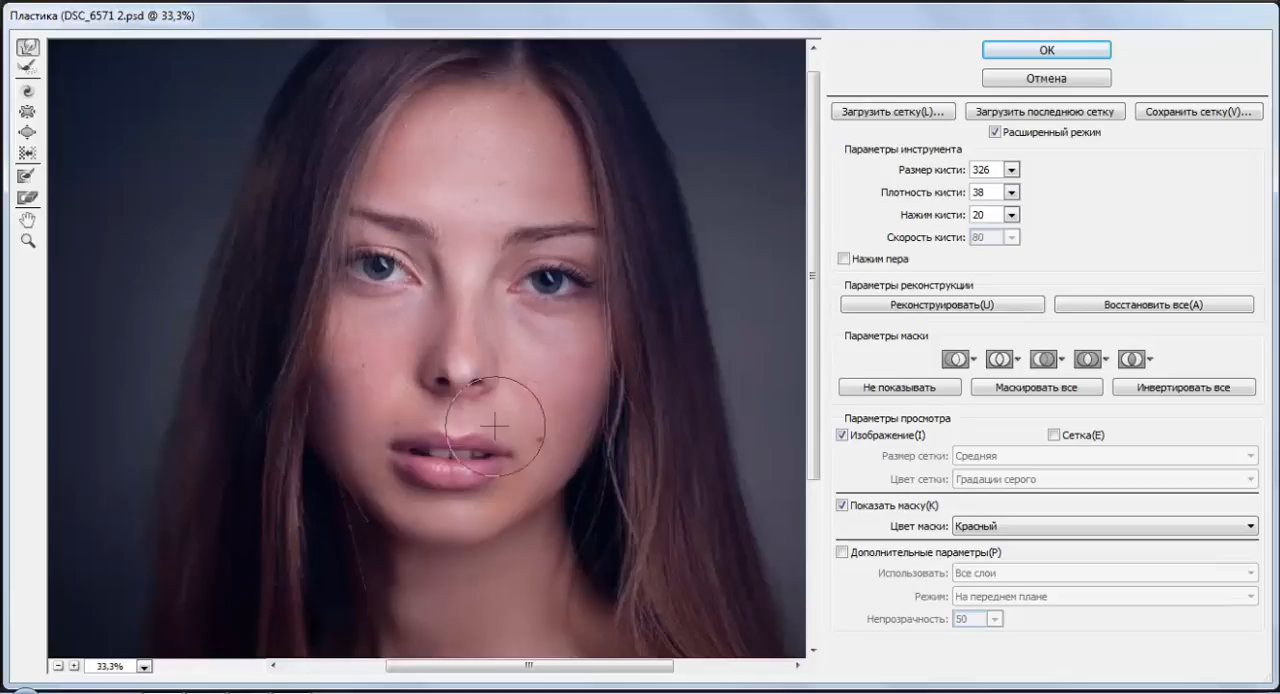 Пластика (DSC_6571 2.psd @ 33,3%)
OK
Отмена
Загрузить сетку(L)... Загрузить последнюю сетку Сохранить сетку(V)...
Расширенный режим
Параметры инструмента
Размер кисти: 326
Плотность кисти: 38
Нажим кисти: 20
Скорость кисти: 80
Нажим пера
Параметры реконструкции
Реконструировать(U) Восстановить все(A)
Параметры маски
Не показывать Маскировать все Инвертировать все
Параметры просмотра
Изображение(I) Сетка(E)
Размер сетки: Средняя
Цвет сетки: Градации серого
Показать маску(K)
Цвет маски: Красный
Дополнительные параметры(P)
Использовать: Все слои
Режим: На переднем плане
Непрозрачность: 50
33,3%